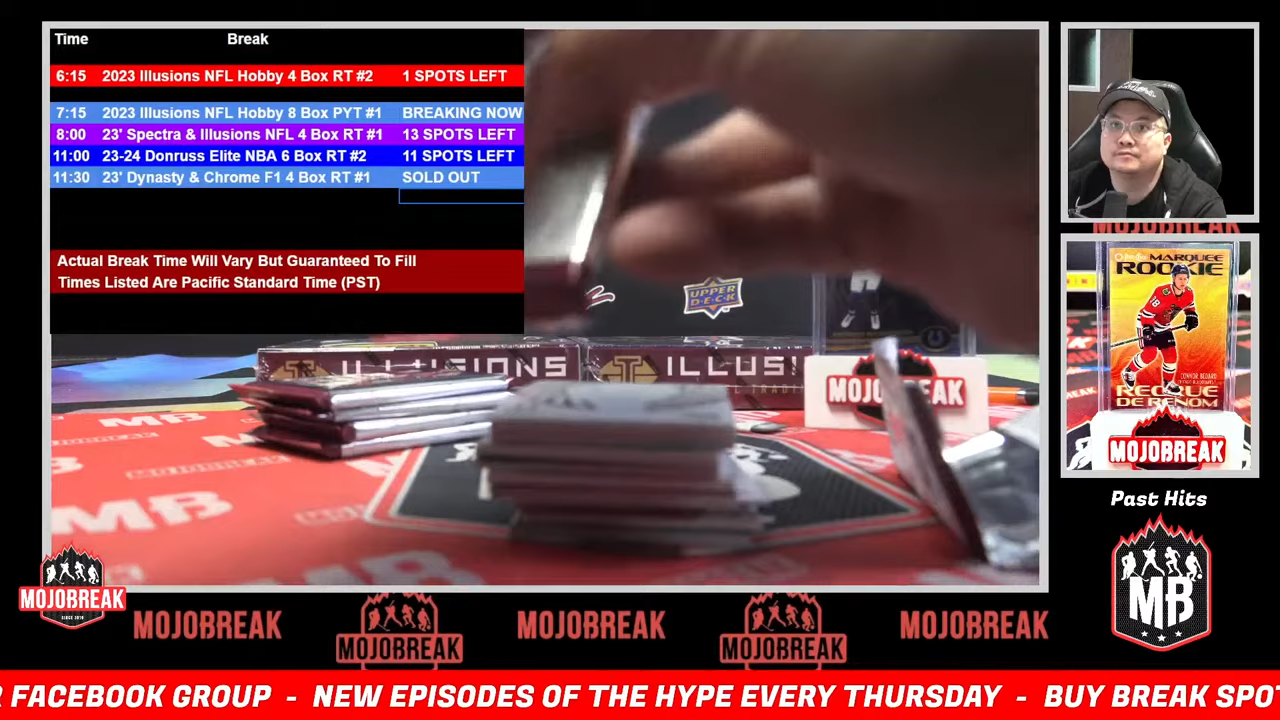 Time Break
6:15 2023 Illusions NFL Hobby 4 Box RT #2 1 SPOTS LEFT
7:15 2023 Illusions NFL Hobby 8 Box PYT #1 BREAKING NOW
8:00 23' Spectra & Illusions NFL 4 Box RT #1 13 SPOTS LEFT
11:00 23-24 Donruss Elite NBA 6 Box RT #2 11 SPOTS LEFT
11:30 23' Dynasty & Chrome F1 4 Box RT #1 SOLD OUT
Actual Break Time Will Vary But Guaranteed To Fill
Times Listed Are Pacific Standard Time (PST)
UPPER
DECK
ILLUSIONS
ILLUSI
MOJOBREAK
MB
MB
MARQUEE
ROOKIE
CONNOR BEDARD
RECRUE
DE RENOM
MOJOBREAK
Past Hits
MB
MOJOBREAK
SINCE 2010
MOJOBREAK
MOJOBREAK
MOJOBREAK
MOJOBREAK
MOJOBREAK
R FACEBOOK GROUP - NEW EPISODES OF THE HYPE EVERY THURSDAY - BUY BREAK SPOT